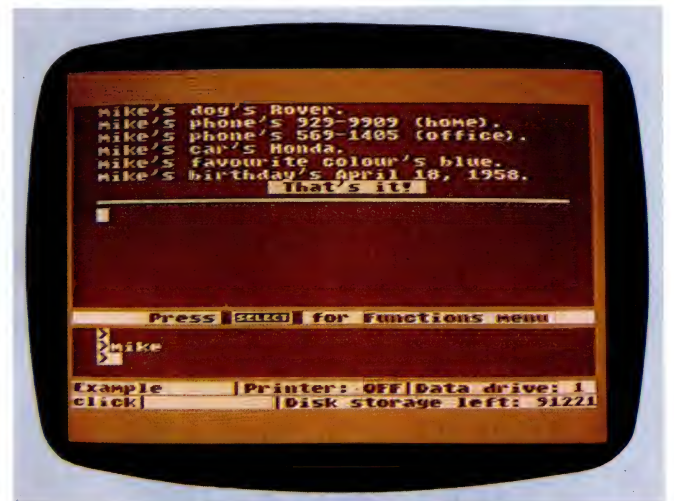 mike's dog's Rover.
mike's phone's 929-9909 (home).
mike's phone's 569-1405 (office).
mike's car's Honda.
mike's favourite colour's blue.
mike's birthday's April 18, 1958.
That's it!
Press SELECT for Functions menu
>
>mike
>
Example |Printer: OFF|Data drive: 1
click| |Disk storage left: 91221